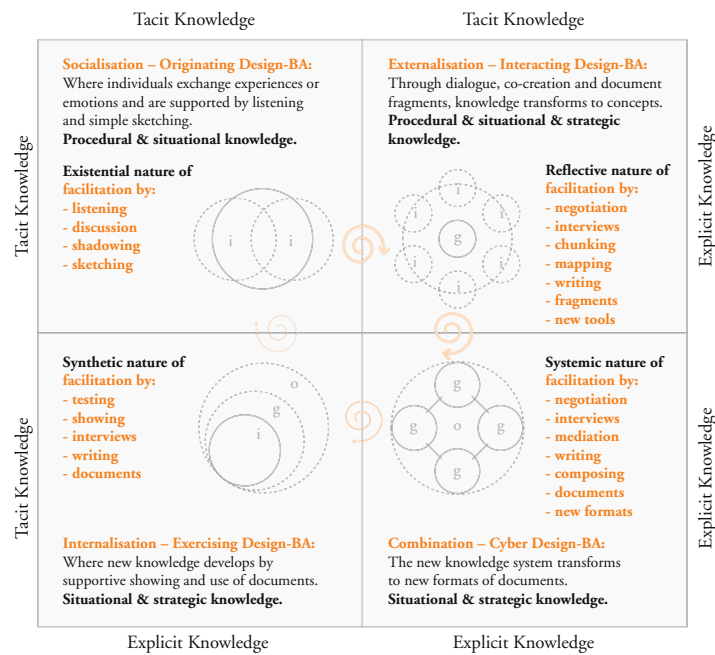 Tacit Knowledge
Tacit Knowledge
Tacit Knowledge
Socialisation – Originating Design-BA:
Where individuals exchange experiences or
emotions and are supported by listening
and simple sketching.
Procedural & situational knowledge.
Existential nature of
facilitation by:
- listening
- discussion
- shadowing
- sketching
i
i
Externalisation – Interacting Design-BA:
Through dialogue, co-creation and document
fragments, knowledge transforms to concepts.
Procedural & situational & strategic
knowledge.
i
i
i
g
i
i
i
Reflective nature of
facilitation by:
- negotiation
- interviews
- chunking
- mapping
- writing
- fragments
- new tools
Explicit Knowledge
Tacit Knowledge
Synthetic nature of
facilitation by:
- testing
- showing
- interviews
- writing
- documents
o
g
i
Internalisation – Exercising Design-BA:
Where new knowledge develops by
supportive showing and use of documents.
Situational & strategic knowledge.
g
g
o
g
g
Systemic nature of
facilitation by:
- negotiation
- interviews
- mediation
- writing
- composing
- documents
- new formats
Combination – Cyber Design-BA:
The new knowledge system transforms
to new formats of documents.
Situational & strategic knowledge.
Explicit Knowledge
Explicit Knowledge
Explicit Knowledge